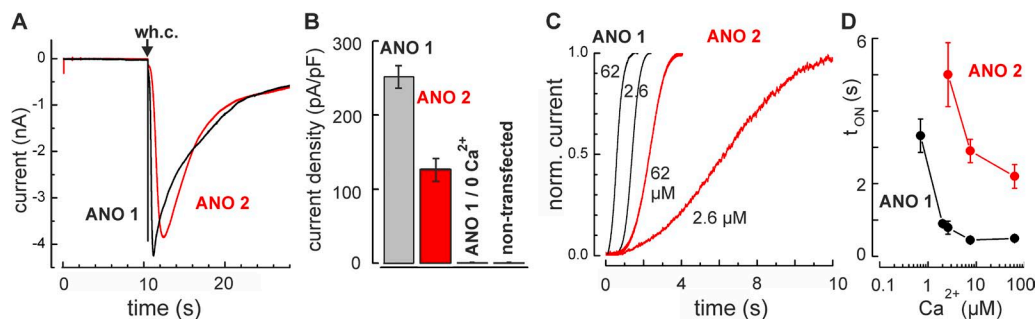 A
wh.c.
0
-1
-2
-3
-4
current (nA)
ANO 1
ANO 2
0
10
20
time (s)
B
300
200
100
0
current density (pA/pF)
ANO 1
ANO 2
ANO 1 / 0 Ca²⁺
non-transfected
C
ANO 1
ANO 2
1.0
0.5
0.0
norm. current
62
2.6
62
µM
2.6 µM
0
4
8
10
time (s)
D
6
4
2
0
t_ON (s)
ANO 2
ANO 1
0.1
1
10
100
Ca²⁺ (µM)